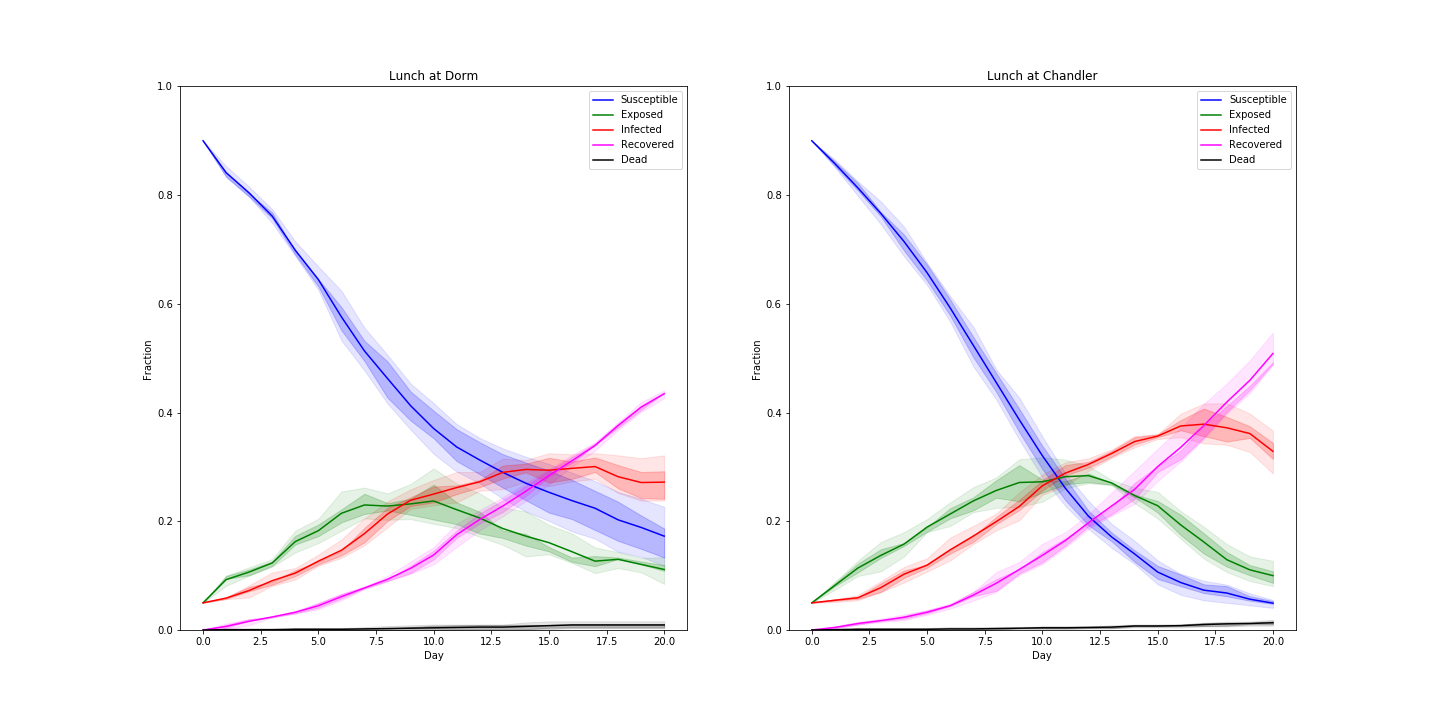 Lunch at Dorm
1.0
0.8
0.6
0.4
0.2
0.0
Fraction
0.0 2.5 5.0 7.5 10.0 12.5 15.0 17.5 20.0
Day
Susceptible
Exposed
Infected
Recovered
Dead
Lunch at Chandler
1.0
0.8
0.6
0.4
0.2
0.0
Fraction
0.0 2.5 5.0 7.5 10.0 12.5 15.0 17.5 20.0
Day
Susceptible
Exposed
Infected
Recovered
Dead